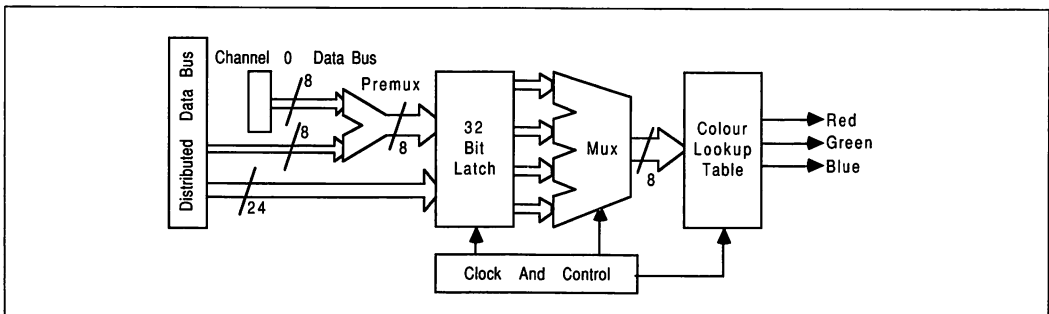 Distributed Data Bus
Channel 0 Data Bus
8
Premux
8
8
24
32
Bit
Latch
Mux
8
Colour
Lookup
Table
Red
Green
Blue
Clock And Control